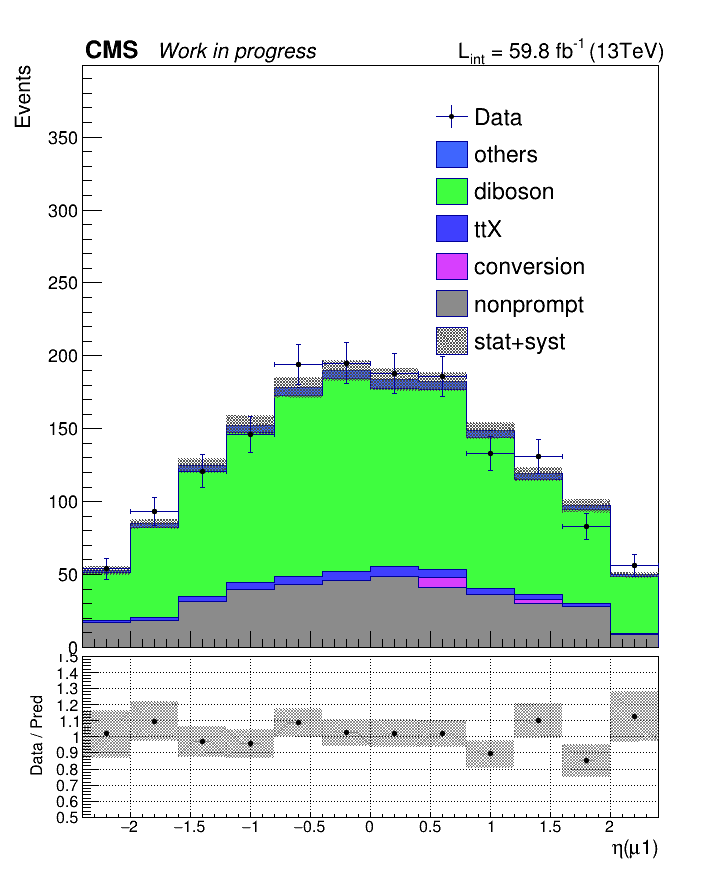 CMS Work in progress L_int = 59.8 fb^-1 (13TeV)
Events
350
300
250
200
150
100
50
0
Data
others
diboson
ttX
conversion
nonprompt
stat+syst
Data / Pred
1.5
1.4
1.3
1.2
1.1
1
0.9
0.8
0.7
0.6
0.5
−2 −1.5 −1 −0.5 0 0.5 1 1.5 2
η(μ1)